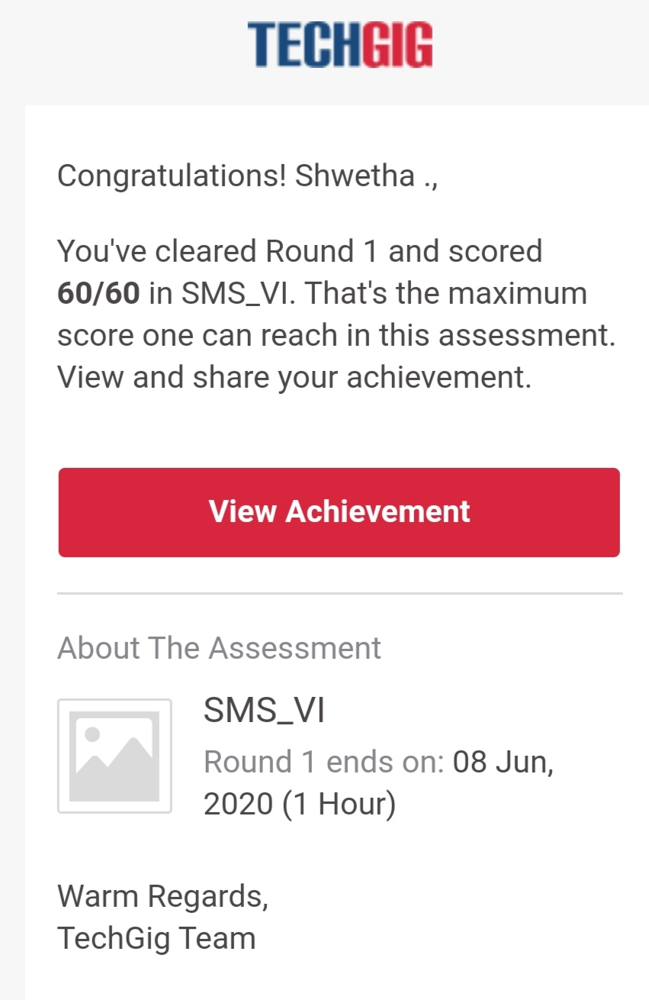 TECHGIG
Congratulations! Shwetha .,
You've cleared Round 1 and scored
60/60 in SMS_VI. That's the maximum
score one can reach in this assessment.
View and share your achievement.
View Achievement
About The Assessment
SMS_VI
Round 1 ends on: 08 Jun,
2020 (1 Hour)
Warm Regards,
TechGig Team